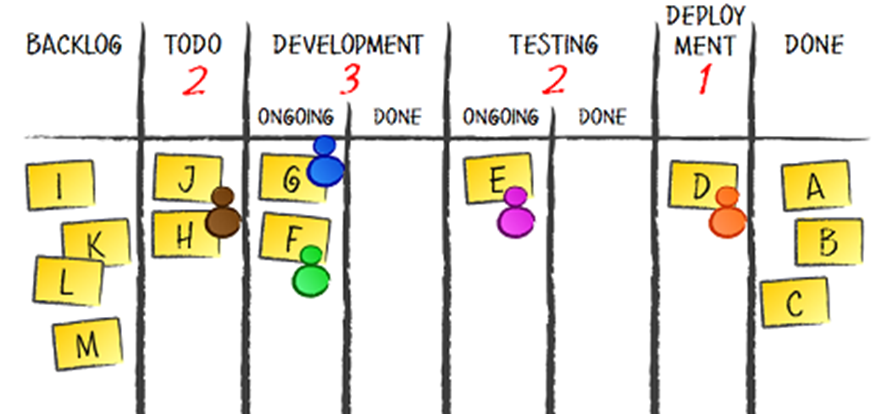 BACKLOG
TODO
2
DEVELOPMENT
3
ONGOING
DONE
TESTING
2
ONGOING
DONE
DEPLOY
MENT
1
DONE
I
K
L
M
J
H
G
F
E
D
A
B
C